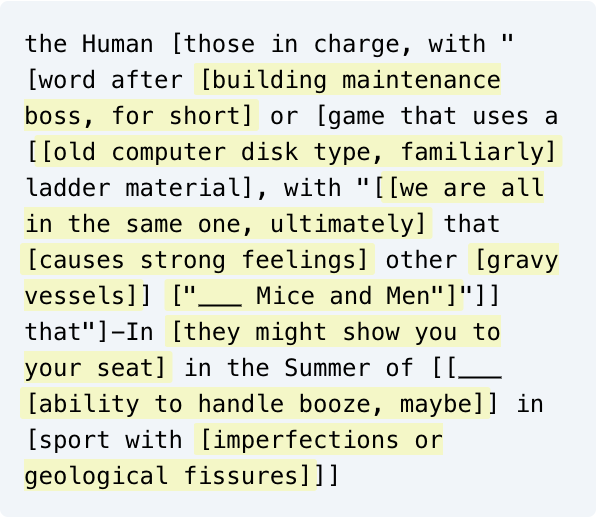 the Human [those in charge, with "
[word after [building maintenance
boss, for short] or [game that uses a
[[old computer disk type, familiarly]
ladder material], with "[[we are all
in the same one, ultimately] that
[causes strong feelings] other [gravy
vessels]] ["___ Mice and Men"]"]]
that"]—In [they might show you to
your seat] in the Summer of [[___
[ability to handle booze, maybe]] in
[sport with [imperfections or
geological fissures]]]